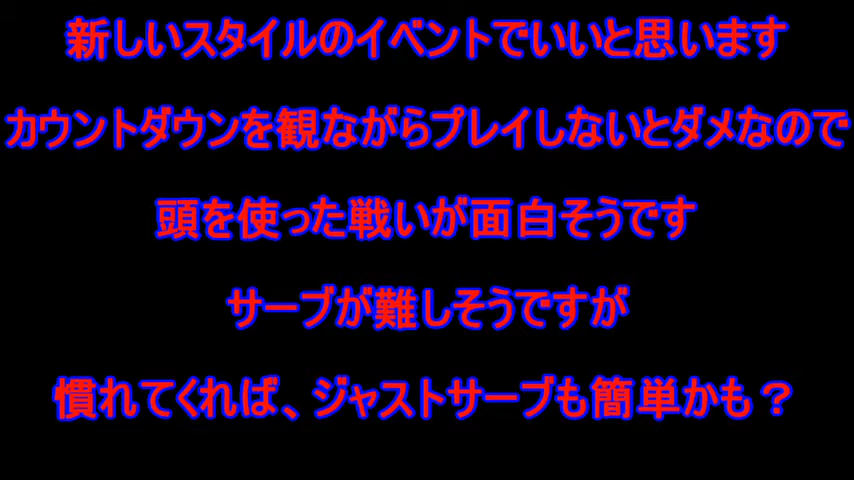 新しいスタイルのイベントでいいと思います
カウントダウンを観ながらプレイしないとダメなので
頭を使った戦いが面白そうです
サーブが難しそうですが
慣れてくれば、ジャストサーブも簡単かも？